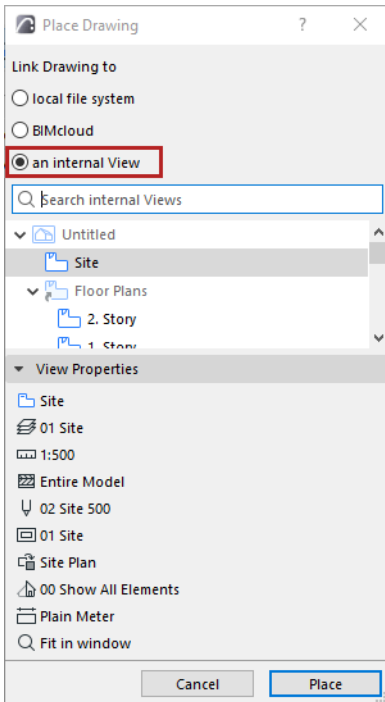 Place Drawing
Link Drawing to
local file system
BIMcloud
an internal View
Search internal Views
Untitled
Site
Floor Plans
2. Story
1. Story
View Properties
Site
01 Site
1:500
Entire Model
02 Site 500
01 Site
Site Plan
00 Show All Elements
Plain Meter
Fit in window
Cancel Place